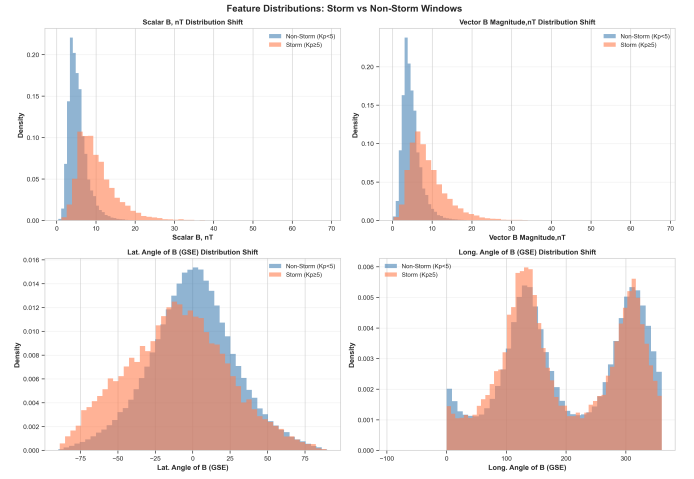 Feature Distributions: Storm vs Non-Storm Windows
Scalar B, nT Distribution Shift
Non-Storm (Kp<5)
Storm (Kp≥5)
Density
0.20
0.15
0.10
0.05
0.00
0 10 20 30 40 50 60 70
Scalar B, nT
Vector B Magnitude,nT Distribution Shift
Non-Storm (Kp<5)
Storm (Kp≥5)
Density
0.20
0.15
0.10
0.05
0.00
0 10 20 30 40 50 60 70
Vector B Magnitude,nT
Lat. Angle of B (GSE) Distribution Shift
Non-Storm (Kp<5)
Storm (Kp≥5)
Density
0.016
0.014
0.012
0.010
0.008
0.006
0.004
0.002
0.000
−75 −50 −25 0 25 50 75
Lat. Angle of B (GSE)
Long. Angle of B (GSE) Distribution Shift
Non-Storm (Kp<5)
Storm (Kp≥5)
Density
0.006
0.005
0.004
0.003
0.002
0.001
0.000
−100 0 100 200 300
Long. Angle of B (GSE)